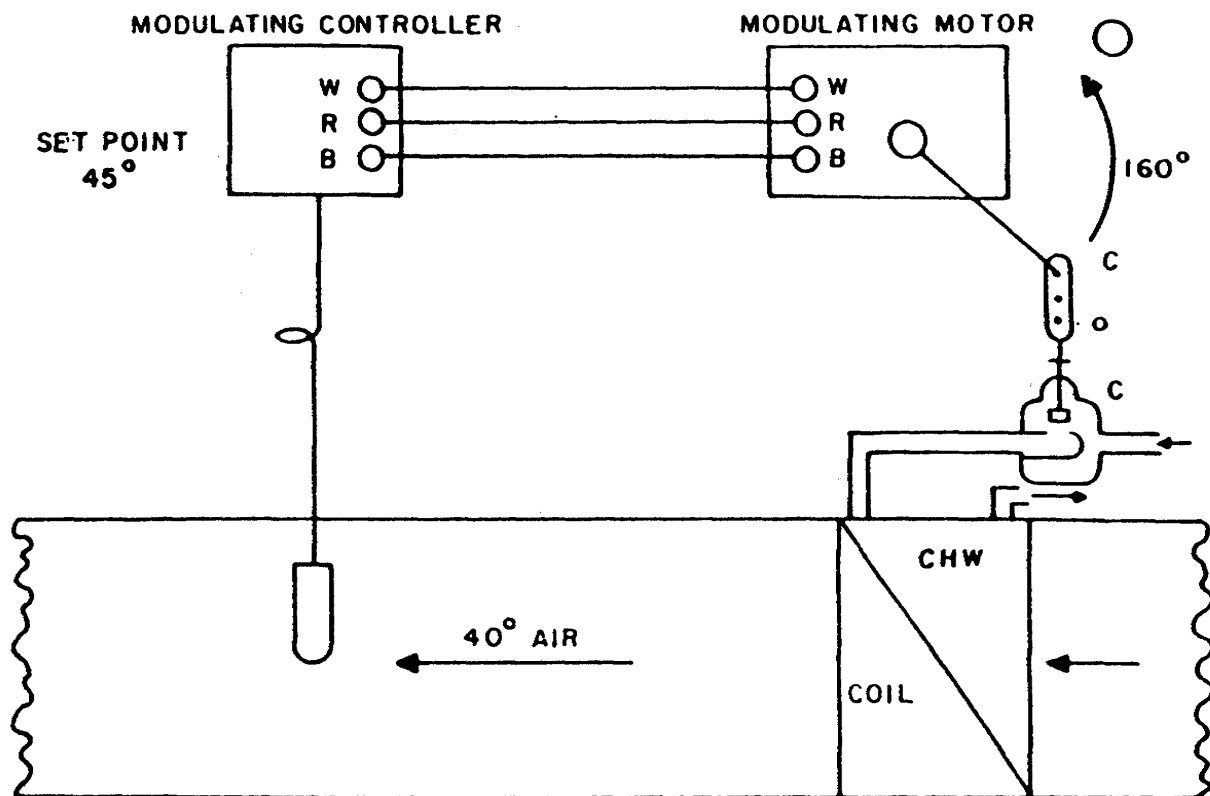 MODULATING CONTROLLER
MODULATING MOTOR
W
W
R
R
B
B
SET POINT
45°
160°
C
O
C
CHW
40° AIR
COIL